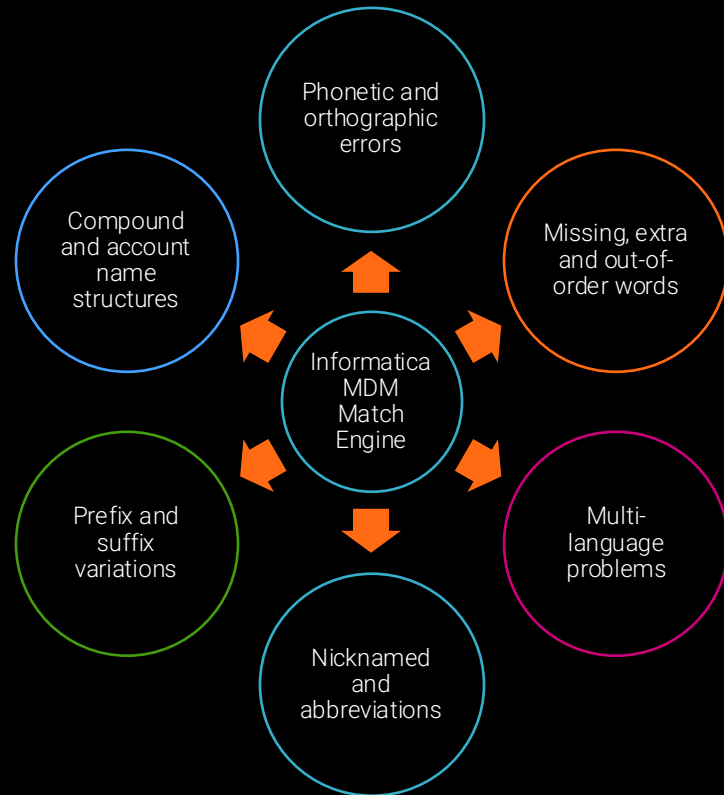 Phonetic and
orthographic
errors
Compound
and account
name
structures
Missing, extra
and out-of-
order words
Informatica
MDM
Match
Engine
Prefix and
suffix
variations
Multi-
language
problems
Nicknamed
and
abbreviations